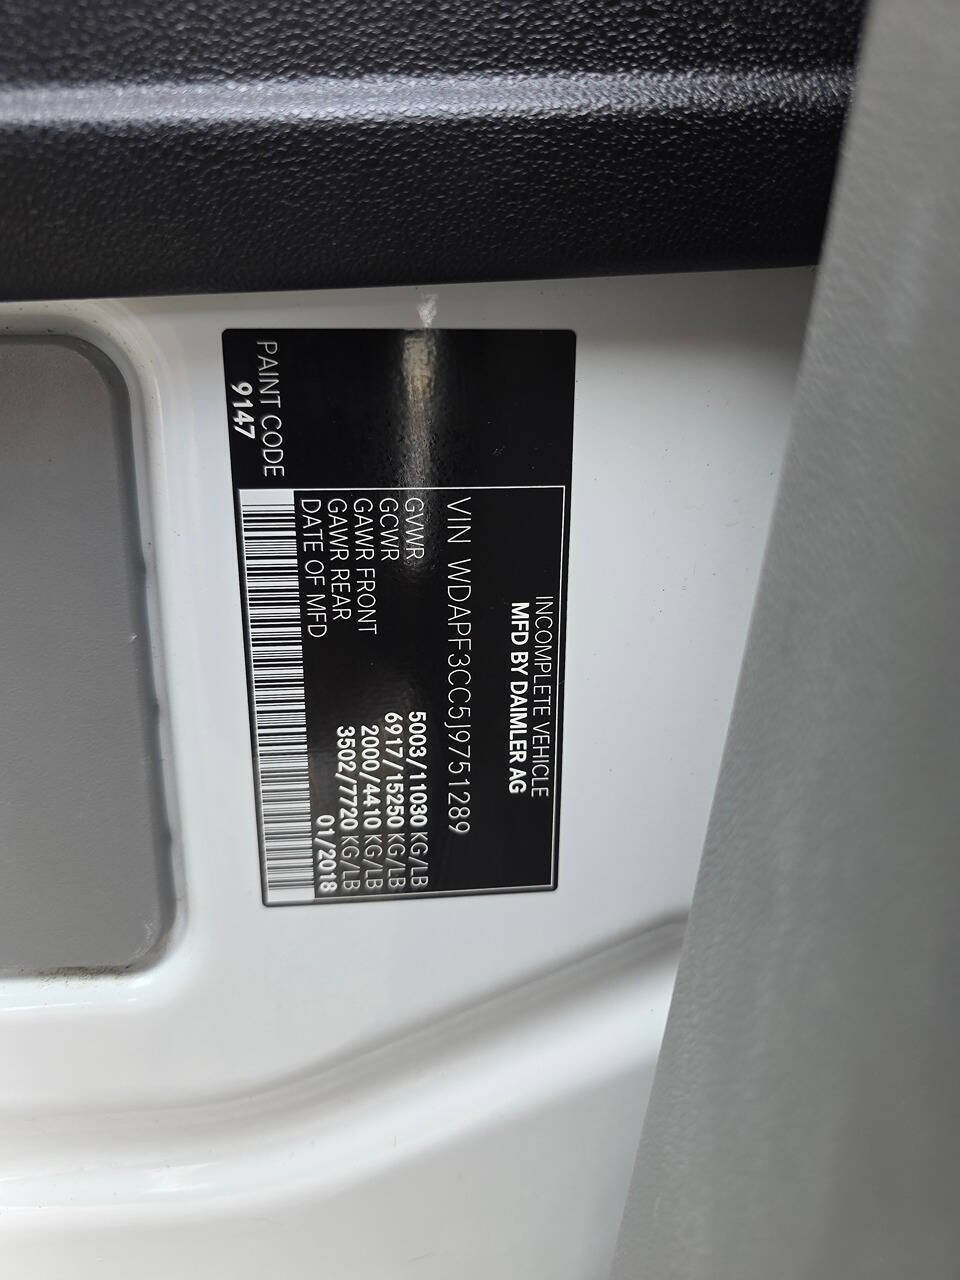 INCOMPLETE VEHICLE
MFD BY DAIMLER AG
VIN WDAPF3CC5J9751289
GVWR 5003/11030 KG/LB
GCWR 6917/15250 KG/LB
GAWR FRONT 2000/4410 KG/LB
GAWR REAR 3502/7720 KG/LB
DATE OF MFD 01/2018
PAINT CODE
9147